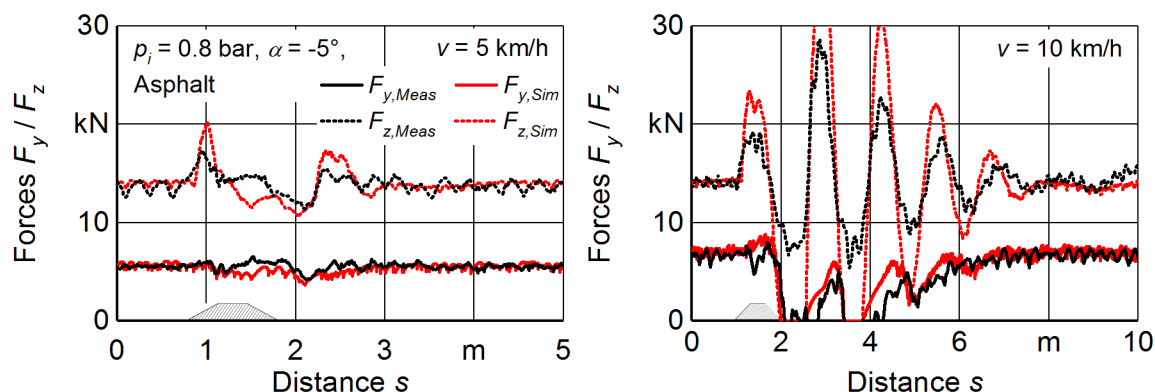 30
p_i = 0.8 bar, α = -5°,
v = 5 km/h
Asphalt
F_y,Meas
F_y,Sim
F_z,Meas
F_z,Sim
kN
10
0
Forces F_y / F_z
0 1 2 3 m 5
Distance s
30
v = 10 km/h
kN
10
0
Forces F_y / F_z
0 2 4 6 m 10
Distance s